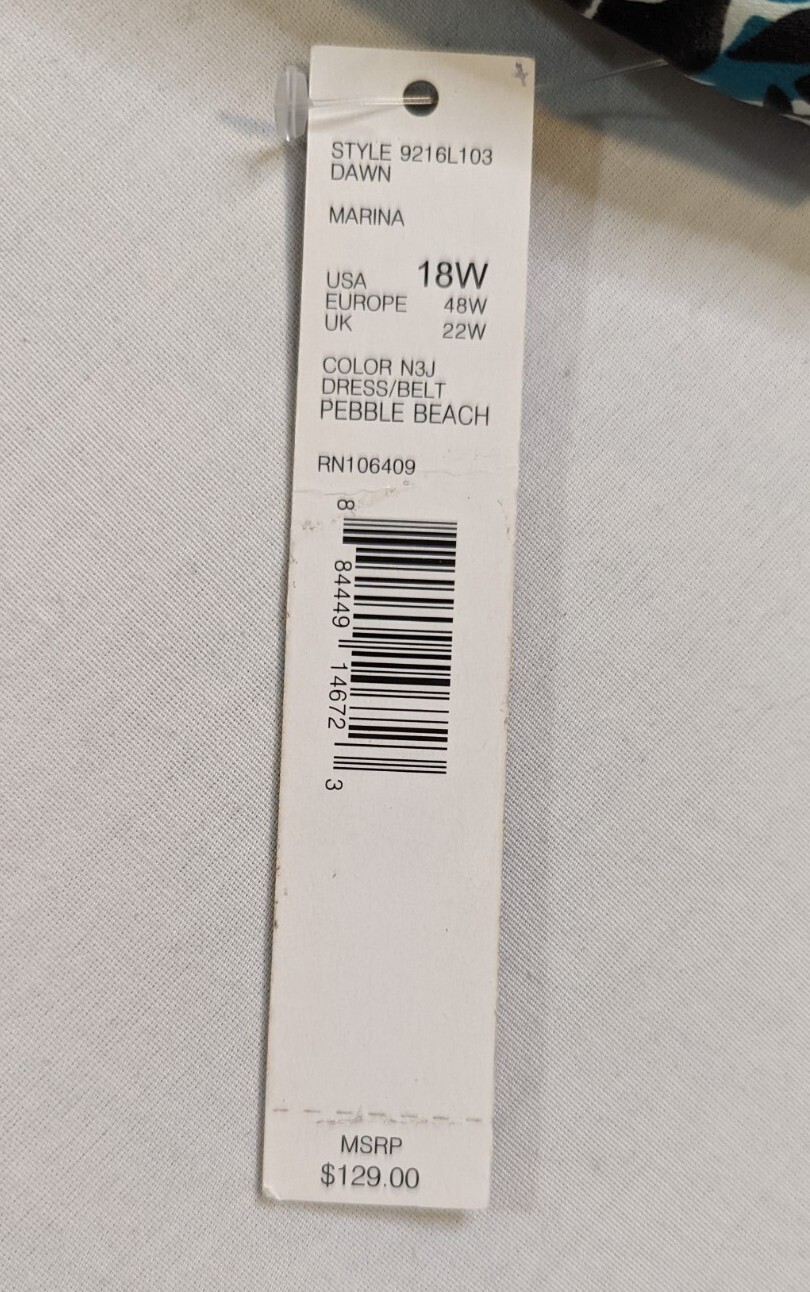 STYLE 9216L103
DAWN
MARINA
USA 18W
EUROPE 48W
UK 22W
COLOR N3J
DRESS/BELT
PEBBLE BEACH
RN106409
8 84449 14672 3
MSRP
$129.00